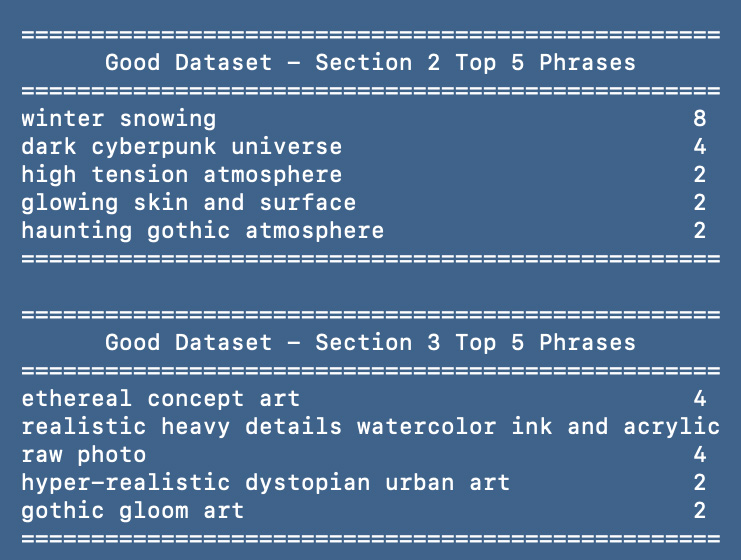 ==================================================
Good Dataset – Section 2 Top 5 Phrases
==================================================
winter snowing 8
dark cyberpunk universe 4
high tension atmosphere 2
glowing skin and surface 2
haunting gothic atmosphere 2
==================================================
==================================================
Good Dataset – Section 3 Top 5 Phrases
==================================================
ethereal concept art 4
realistic heavy details watercolor ink and acrylic
raw photo 4
hyper–realistic dystopian urban art 2
gothic gloom art 2
==================================================